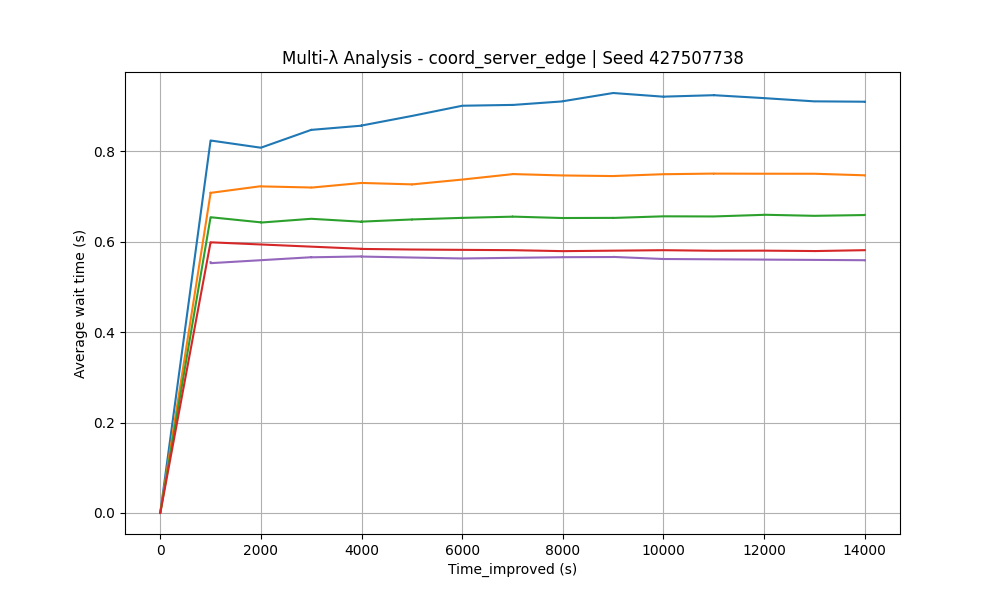 Multi-λ Analysis - coord_server_edge | Seed 427507738
0.8
0.6
0.4
0.2
0.0
Average wait time (s)
0 2000 4000 6000 8000 10000 12000 14000
Time_improved (s)